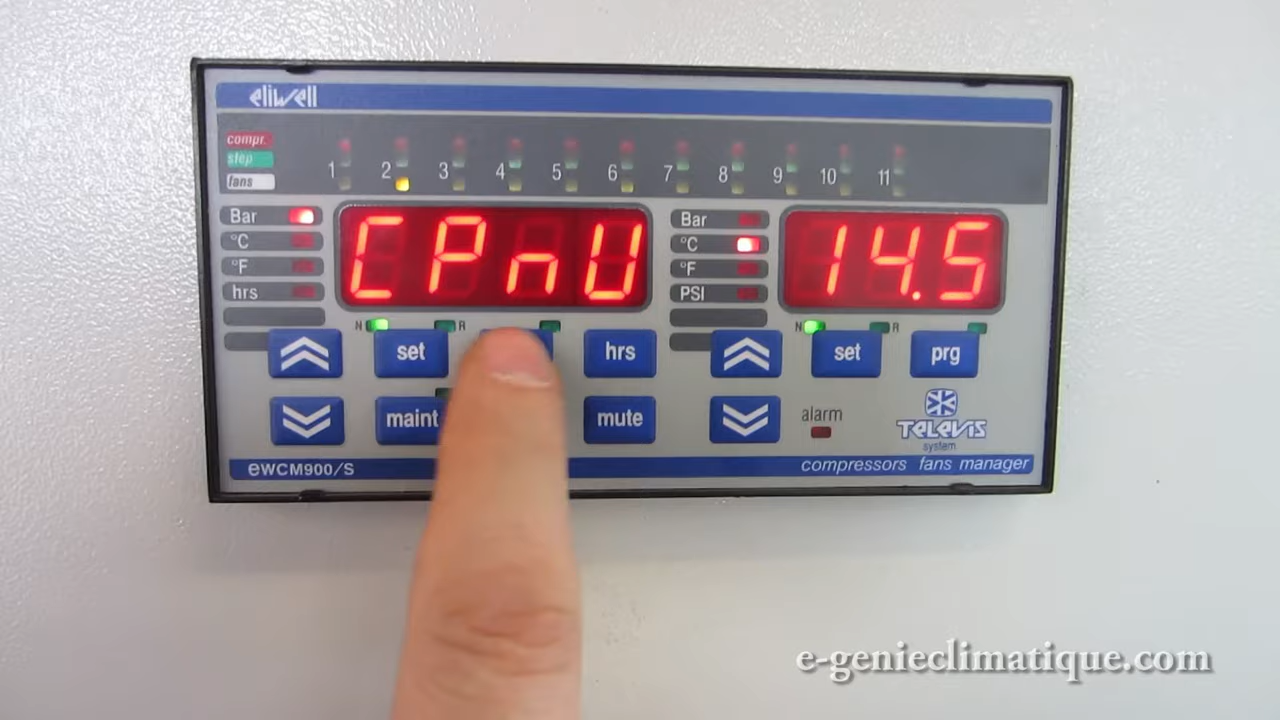 eliwell
compr.
step
fans
1 2 3 4 5 6 7 8 9 10 11
Bar
°C
°F
hrs
CPnU
Bar
°C
°F
PSI
14.5
N R
N R
set
hrs
set
prg
maint
mute
alarm
TELEVIS
system
eWCM900/S
compressors fans manager
e-genieclimatique.com